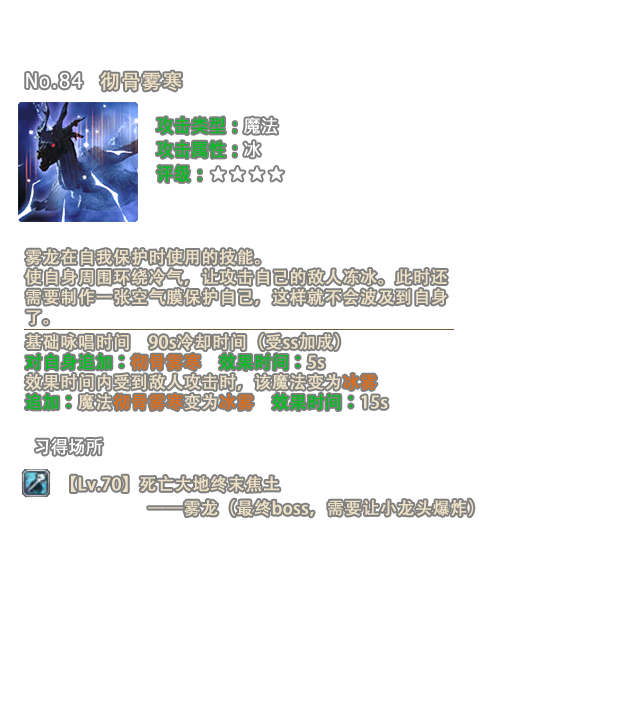 No.84 彻骨雾寒
攻击类型：魔法
攻击属性：冰
评级：☆☆☆☆
雾龙在自我保护时使用的技能。
使自身周围环绕冷气，让攻击自己的敌人冻冰。此时还
需要制作一张空气膜保护自己，这样就不会波及到自身
了。
基础咏唱时间 90s冷却时间（受ss加成）
对自身追加：彻骨雾寒 效果时间：5s
效果时间内受到敌人攻击时，该魔法变为冰雾
追加：魔法彻骨雾寒变为冰雾 效果时间：15s
习得场所
【Lv.70】死亡大地终末焦土
——雾龙（最终boss，需要让小龙头爆炸）